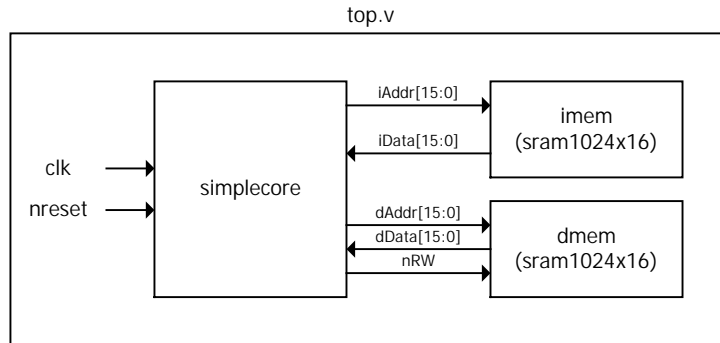 top.v
clk
nreset
simplecore
iAddr[15:0]
iData[15:0]
imem
(sram1024x16)
dAddr[15:0]
dData[15:0]
nRW
dmem
(sram1024x16)